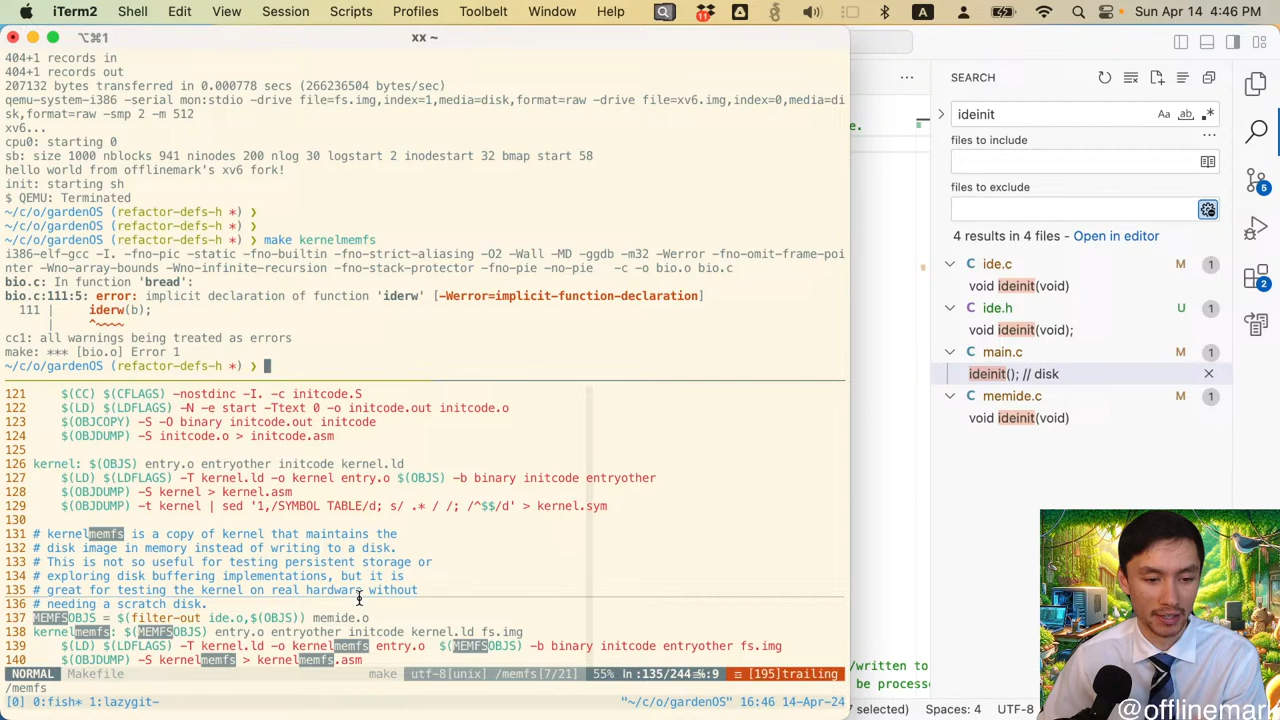 iTerm2 Shell Edit View Session Scripts Profiles Toolbelt Window Help 11 A Sun Apr 14 4:46 PM
⌥⌘1 xx ~
404+1 records in
404+1 records out
207132 bytes transferred in 0.000778 secs (266236504 bytes/sec)
qemu-system-i386 -serial mon:stdio -drive file=fs.img,index=1,media=disk,format=raw -drive file=xv6.img,index=0,media=di
sk,format=raw -smp 2 -m 512
xv6...
cpu0: starting 0
sb: size 1000 nblocks 941 ninodes 200 nlog 30 logstart 2 inodestart 32 bmap start 58
hello world from offlinemark's xv6 fork!
init: starting sh
$ QEMU: Terminated
~/c/o/gardenOS (refactor-defs-h *) ❯
~/c/o/gardenOS (refactor-defs-h *) ❯
~/c/o/gardenOS (refactor-defs-h *) ❯ make kernelmemfs
i386-elf-gcc -I. -fno-pic -static -fno-builtin -fno-strict-aliasing -O2 -Wall -MD -ggdb -m32 -Werror -fno-omit-frame-poi
nter -Wno-array-bounds -Wno-infinite-recursion -fno-stack-protector -fno-pie -no-pie -c -o bio.o bio.c
bio.c: In function 'bread':
bio.c:111:5: error: implicit declaration of function 'iderw' [-Werror=implicit-function-declaration]
111 | iderw(b);
| ^~~~~
cc1: all warnings being treated as errors
make: *** [bio.o] Error 1
~/c/o/gardenOS (refactor-defs-h *) ❯
121 $(CC) $(CFLAGS) -nostdinc -I. -c initcode.S
122 $(LD) $(LDFLAGS) -N -e start -Ttext 0 -o initcode.out initcode.o
123 $(OBJCOPY) -S -O binary initcode.out initcode
124 $(OBJDUMP) -S initcode.o > initcode.asm
125
126 kernel: $(OBJS) entry.o entryother initcode kernel.ld
127 $(LD) $(LDFLAGS) -T kernel.ld -o kernel entry.o $(OBJS) -b binary initcode entryother
128 $(OBJDUMP) -S kernel > kernel.asm
129 $(OBJDUMP) -t kernel | sed '1,/SYMBOL TABLE/d; s/ .* / /; /^$$/d' > kernel.sym
130
131 # kernelmemfs is a copy of kernel that maintains the
132 # disk image in memory instead of writing to a disk.
133 # This is not so useful for testing persistent storage or
134 # exploring disk buffering implementations, but it is
135 # great for testing the kernel on real hardware without
136 # needing a scratch disk.
137 MEMFSOBJS = $(filter-out ide.o,$(OBJS)) memide.o
138 kernelmemfs: $(MEMFSOBJS) entry.o entryother initcode kernel.ld fs.img
139 $(LD) $(LDFLAGS) -T kernel.ld -o kernelmemfs entry.o $(MEMFSOBJS) -b binary initcode entryother fs.img
140 $(OBJDUMP) -S kernelmemfs > kernelmemfs.asm
NORMAL Makefile make utf-8[unix] /memfs[7/21] 55% ln:135/244≡%:9 [195]trailing
/memfs
[0] 0:fish* 1:lazygit- "~/c/o/gardenOS" 16:46 14-Apr-24
e.
/written to
be processe
SEARCH
ideinit Aa ab .*
files to include
files to exclude
4 results in 4 files - Open in editor
ide.c M 1
void ideinit(void)
ide.h U 1
void ideinit(void);
main.c M 1
ideinit(); // disk
memide.c M 1
void ideinit(void)
5
2
selected) Spaces: 4 UTF-8
@offlinemark